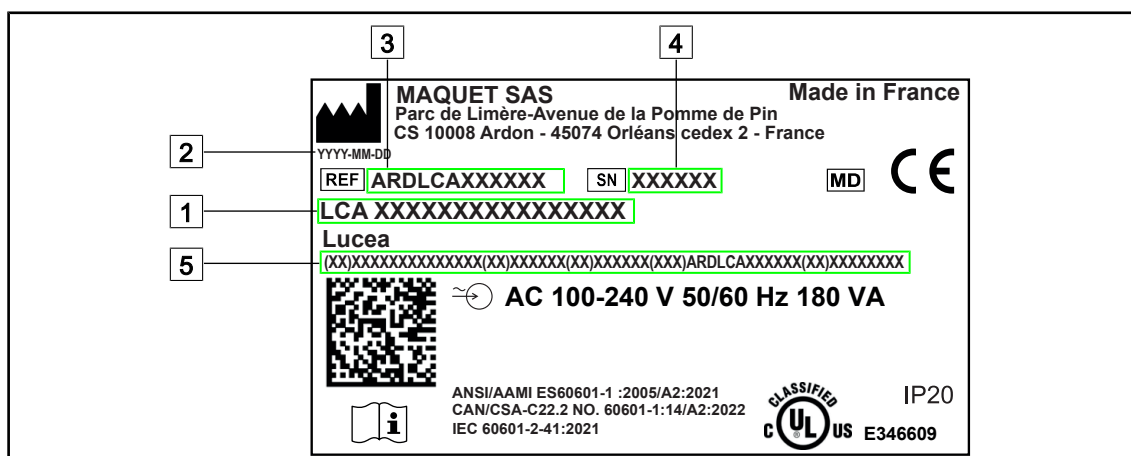 3
4
MAQUET SAS
Made in France
Parc de Limère-Avenue de la Pomme de Pin
CS 10008 Ardon - 45074 Orléans cedex 2 - France
2
YYYY-MM-DD
REF ARDLCAXXXXXX SN XXXXXX MD CE
1
LCA XXXXXXXXXXXXXXXX
Lucea
5
(XX)XXXXXXXXXXXXXX(XX)XXXXXX(XX)XXXXXX(XXX)ARDLCAXXXXXX(XX)XXXXXXXX
AC 100-240 V 50/60 Hz 180 VA
ANSI/AAMI ES60601-1 :2005/A2:2021
CAN/CSA-C22.2 NO. 60601-1:14/A2:2022
IEC 60601-2-41:2021
i
CLASSIFIED
C UL US E346609
IP20